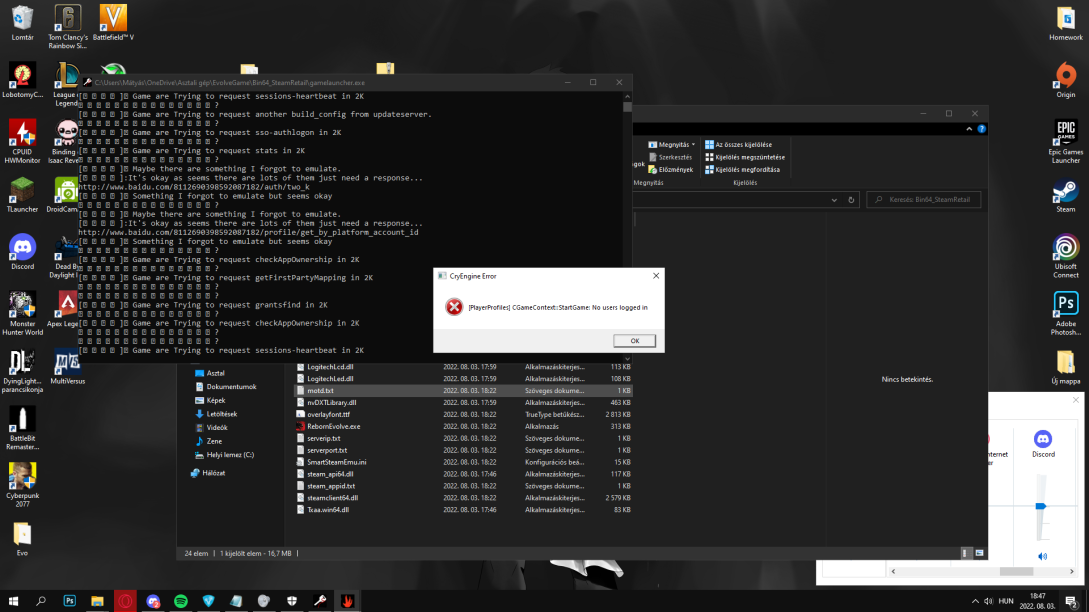 Lomtár
Tom Clancy's
Rainbow Si...
Battlefield™ V
LobotomyC...
League of
Legend
CPUID
HWMonitor
Binding
Isaac Rever
TLauncher
DroidCam
Discord
Dead B
Daylight
Monster
Hunter World
Apex Lege
DyingLight...
parancsikonja
MultiVersus
BattleBit
Remaster...
Cyberpunk
2077
Evo
C:\Users\Mátyás\OneDrive\Asztali gép\EvolveGame\Bin64_SteamRetail\gamelauncher.exe
Game are Trying to request sessions-heartbeat in 2K
?
Game are Trying to request another build_config from updateserver.
?
Game are Trying to request sso-authlogon in 2K
?
Game are Trying to request stats in 2K
?
Maybe there are something I forgot to emulate.
:It's okay as seems there are lots of them just need a response...
http://www.baidu.com/8112690398592087182/auth/two_k
Something I forgot to emulate but seems okay
?
Maybe there are something I forgot to emulate.
:It's okay as seems there are lots of them just need a response...
http://www.baidu.com/8112690398592087182/profile/get_by_platform_account_id
Something I forgot to emulate but seems okay
?
Game are Trying to request checkAppOwnership in 2K
?
Game are Trying to request getFirstPartyMapping in 2K
?
?
Game are Trying to request grantsfind in 2K
?
Game are Trying to request checkAppOwnership in 2K
?
?
Game are Trying to request sessions-heartbeat in 2K
Megnyitás
Szerkesztés
Előzmények
Megnyitás
Az összes kijelölése
Kijelölés megszüntetése
Kijelölés megfordítása
Kijelölés
Keresés: Bin64_SteamRetail
CryEngine Error
[PlayerProfiles] CGameContext::StartGame: No users logged in
OK
Asztal
Dokumentumok
Képek
Letöltések
Videók
Zene
Helyi lemez (C:)
Hálózat
LogitechLcd.dll 2022. 08. 03. 17:59 Alkalmazáskiterjes... 113 KB
LogitechLed.dll 2022. 08. 03. 17:59 Alkalmazáskiterjes... 108 KB
motd.txt 2022. 08. 03. 18:22 Szöveges dokume... 1 KB
nvDXTLibrary.dll 2022. 08. 03. 17:59 Alkalmazáskiterjes... 463 KB
overlayfont.ttf 2022. 08. 03. 18:22 TrueType betűkész... 2 813 KB
RebornEvolve.exe 2022. 08. 03. 18:22 Alkalmazás 313 KB
serverip.txt 2022. 08. 03. 18:22 Szöveges dokume... 1 KB
serverport.txt 2022. 08. 03. 18:22 Szöveges dokume... 1 KB
SmartSteamEmu.ini 2022. 08. 03. 18:22 Konfigurációs beá... 15 KB
steam_api64.dll 2022. 08. 03. 17:46 Alkalmazáskiterjes... 117 KB
steam_appid.txt 2022. 08. 03. 18:22 Szöveges dokume... 1 KB
steamclient64.dll 2022. 08. 03. 18:22 Alkalmazáskiterjes... 2 579 KB
Tkaa.win64.dll 2022. 08. 03. 17:46 Alkalmazáskiterjes... 83 KB
24 elem
1 kijelölt elem - 16,7 MB
Nincs betekintés.
Homework
Origin
Epic Games
Launcher
Steam
Ubisoft
Connect
Adobe
Photosh...
Új mappa
nternet
Discord
HUN
18:47
2022. 08. 03.